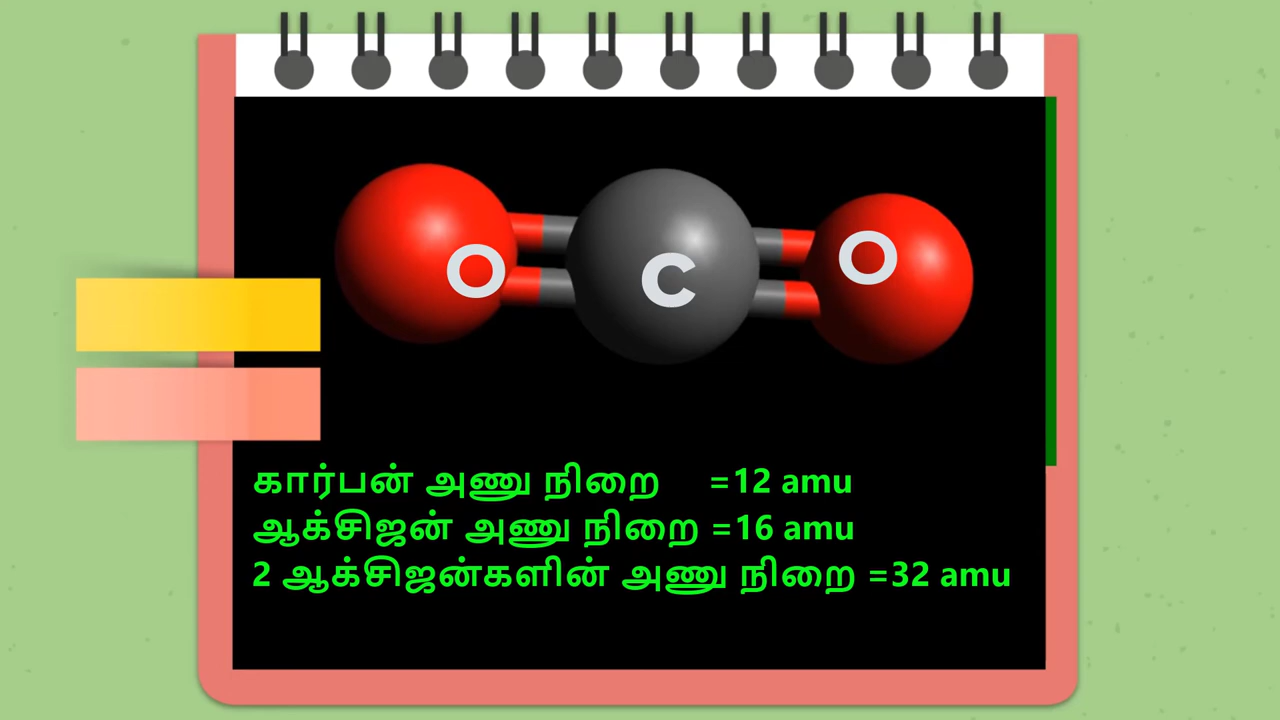 O C O
கார்பன் அணு நிறை =12 amu
ஆக்சிஜன் அணு நிறை =16 amu
2 ஆக்சிஜன்களின் அணு நிறை =32 amu